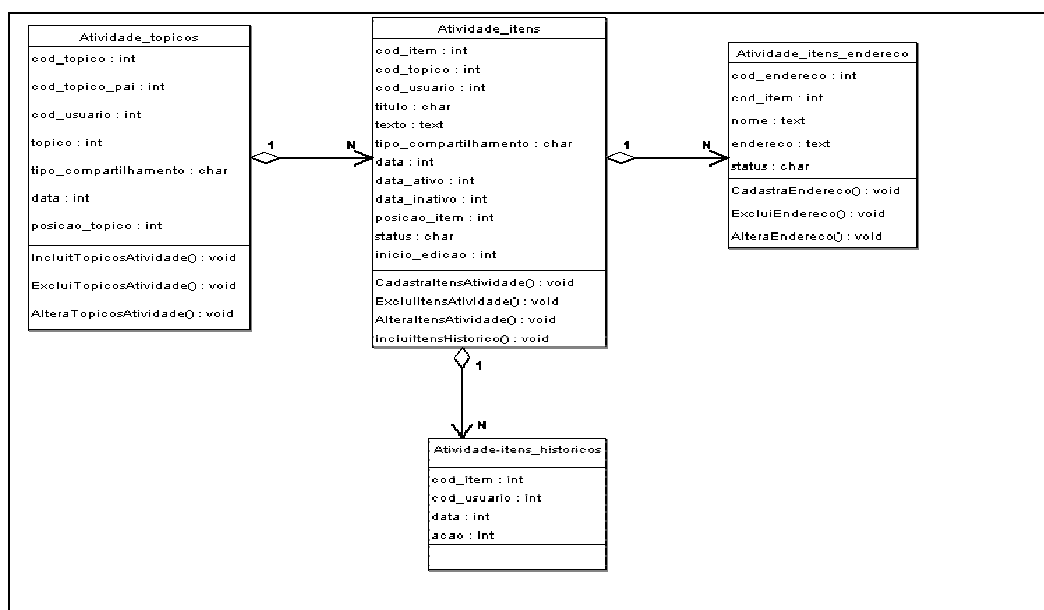 Atividade_topicos
cod_topico : int
cod_topico_pai : int
cod_usuario : int
topico : int
tipo_compartilhamento : char
data : int
posicao_topico : int
IncluitTopicosAtividade() : void
ExcluiTopicosAtividade() : void
AlteraTopicosAtividade() : void
1
N
Atividade_itens
cod_item : int
cod_topico : int
cod_usuario : int
titulo : char
texto : text
tipo_compartilhamento : char
data : int
data_ativo : int
data_inativo : int
posicao_item : int
status : char
inicio_edicao : int
CadastraItensAtividade() : void
ExcluiItensAtividade() : void
AlteraItensAtividade() : void
IncluiItensHistorico() : void
1
N
Atividade_itens_endereco
cod_endereco : int
cod_item : int
nome : text
endereco : text
status : char
CadastraEndereco() : void
ExcluiEndereco() : void
AlteraEndereco() : void
1
N
Atividade-itens_historicos
cod_item : int
cod_usuario : int
data : int
acao : int